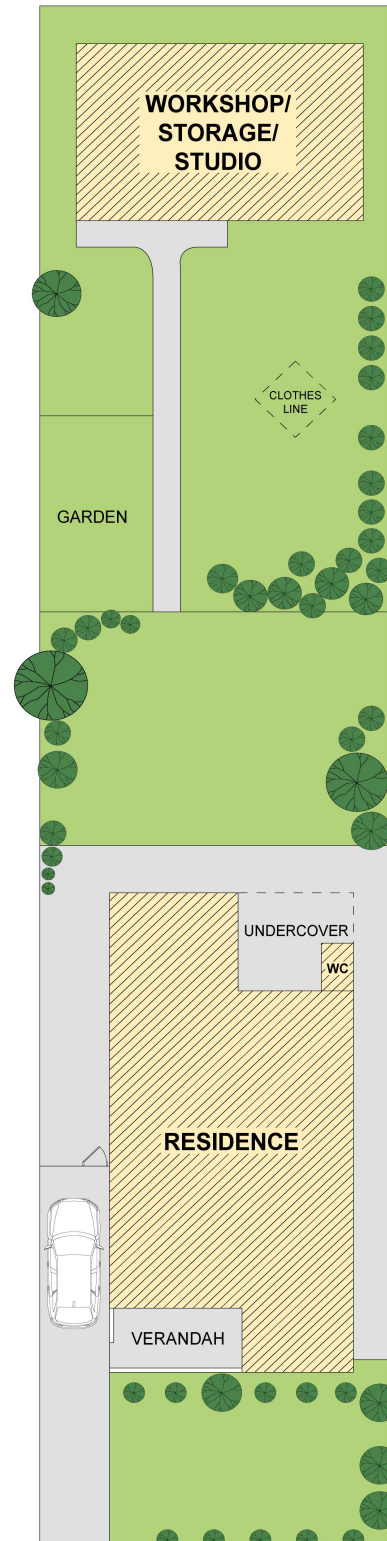 WORKSHOP/
STORAGE/
STUDIO
CLOTHES
LINE
GARDEN
UNDERCOVER
WC
RESIDENCE
VERANDAH